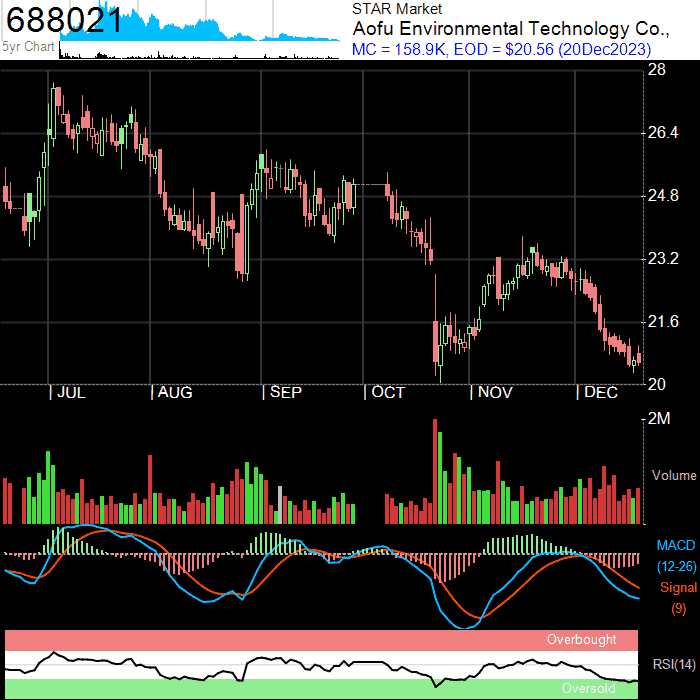 688021
5yr Chart
STAR Market
Aofu Environmental Technology Co.,
MC = 158.9K, EOD = $20.56 (20Dec2023)
28
26.4
24.8
23.2
21.6
20
JUL AUG SEP OCT NOV DEC
2M
Volume
MACD
(12-26)
Signal
(9)
Overbought
RSI(14)
Oversold